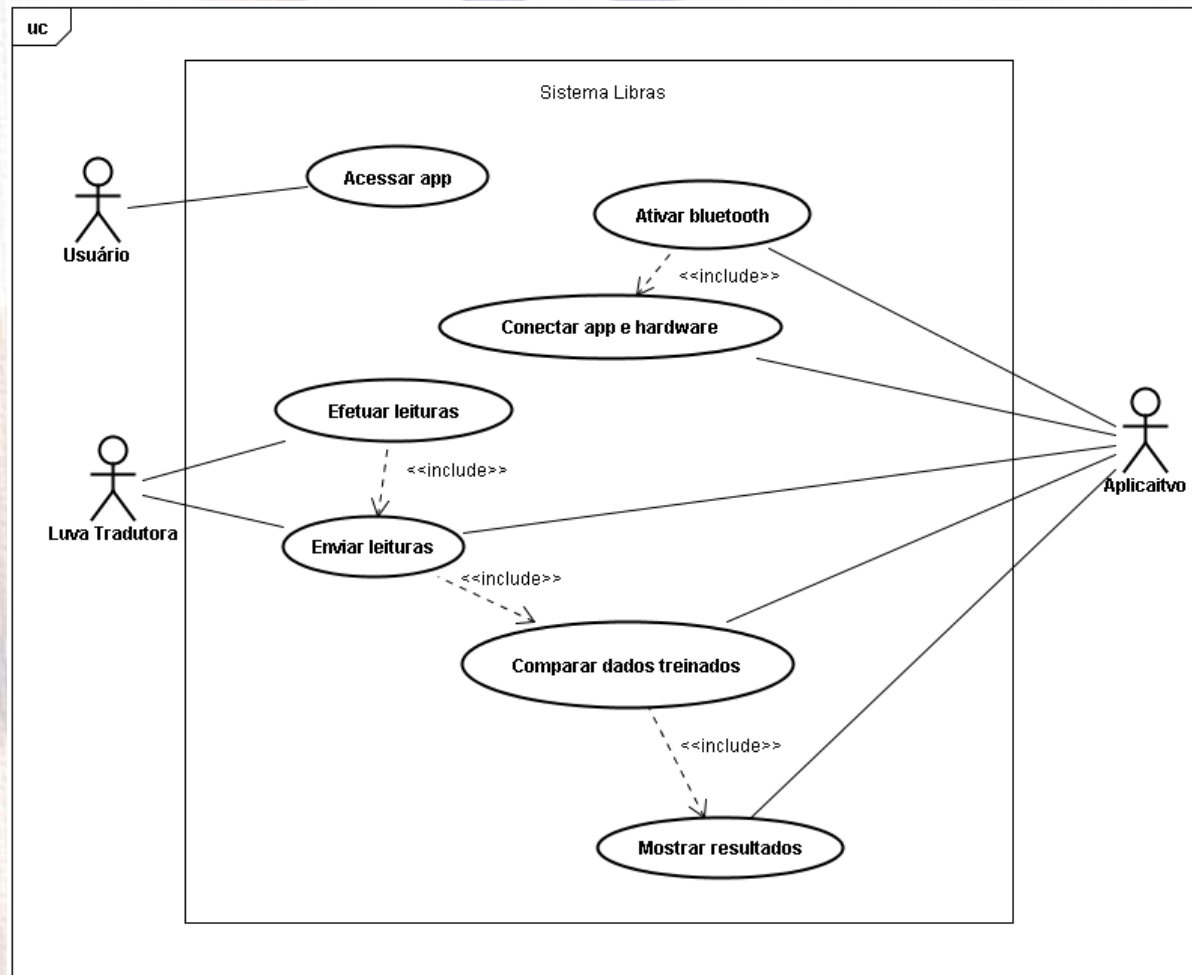 uc
Sistema Libras
Acessar app
Ativar bluetooth
Usuário
<<include>>
Conectar app e hardware
Efetuar leituras
<<include>>
Aplicaitvo
Luva Tradutora
Enviar leituras
<<include>>
Comparar dados treinados
<<include>>
Mostrar resultados